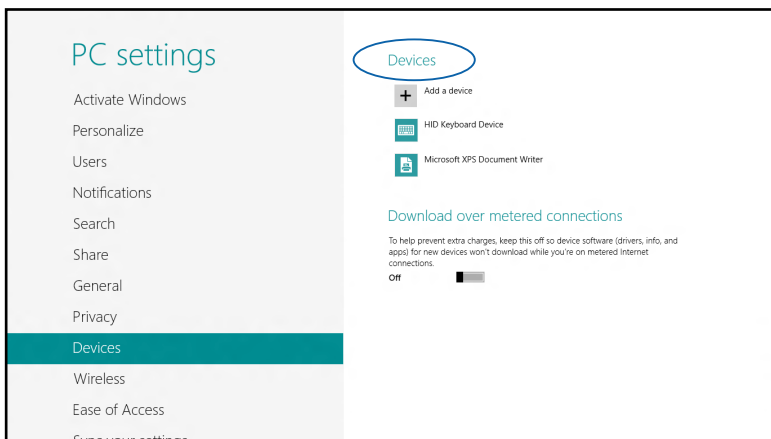 PC settings
Activate Windows
Personalize
Users
Notifications
Search
Share
General
Privacy
Devices
Wireless
Ease of Access
Sync your settings
Devices
Add a device
HID Keyboard Device
Microsoft XPS Document Writer
Download over metered connections
To help prevent extra charges, keep this off so device software (drivers, info, and
apps) for new devices won't download while you're on metered Internet
connections.
Off